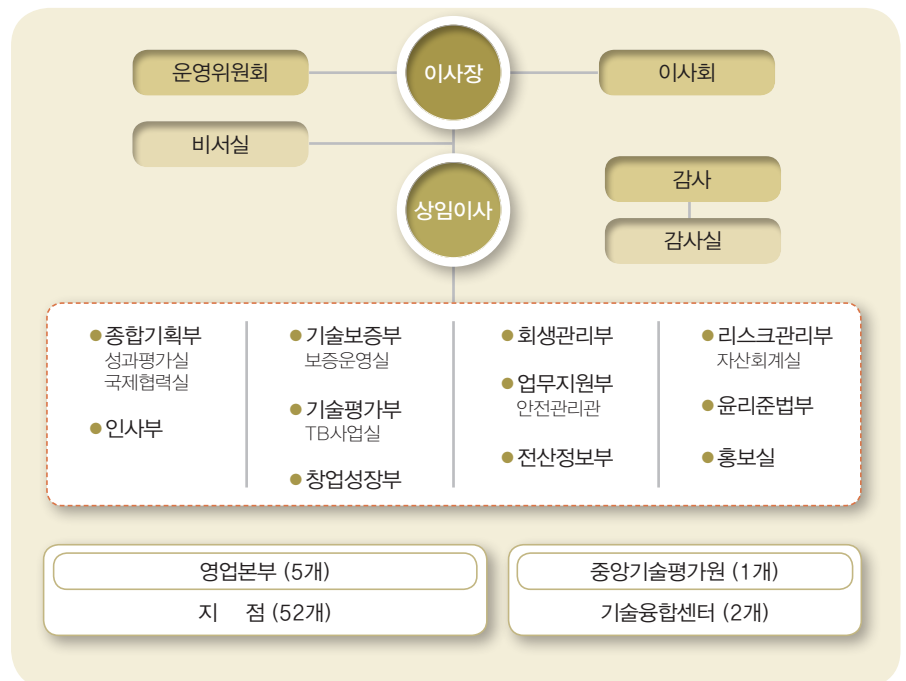 운영위원회
이사장
이사회
비서실
상임이사
감사
감사실
종합기획부
성과평가실
국제협력실
인사부
기술보증부
보증운영실
기술평가부
TB사업실
창업성장부
회생관리부
업무지원부
안전관리관
전산정보부
리스크관리부
자산회계실
윤리준법부
홍보실
영업본부 (5개)
지 점 (52개)
중앙기술평가원 (1개)
기술융합센터 (2개)